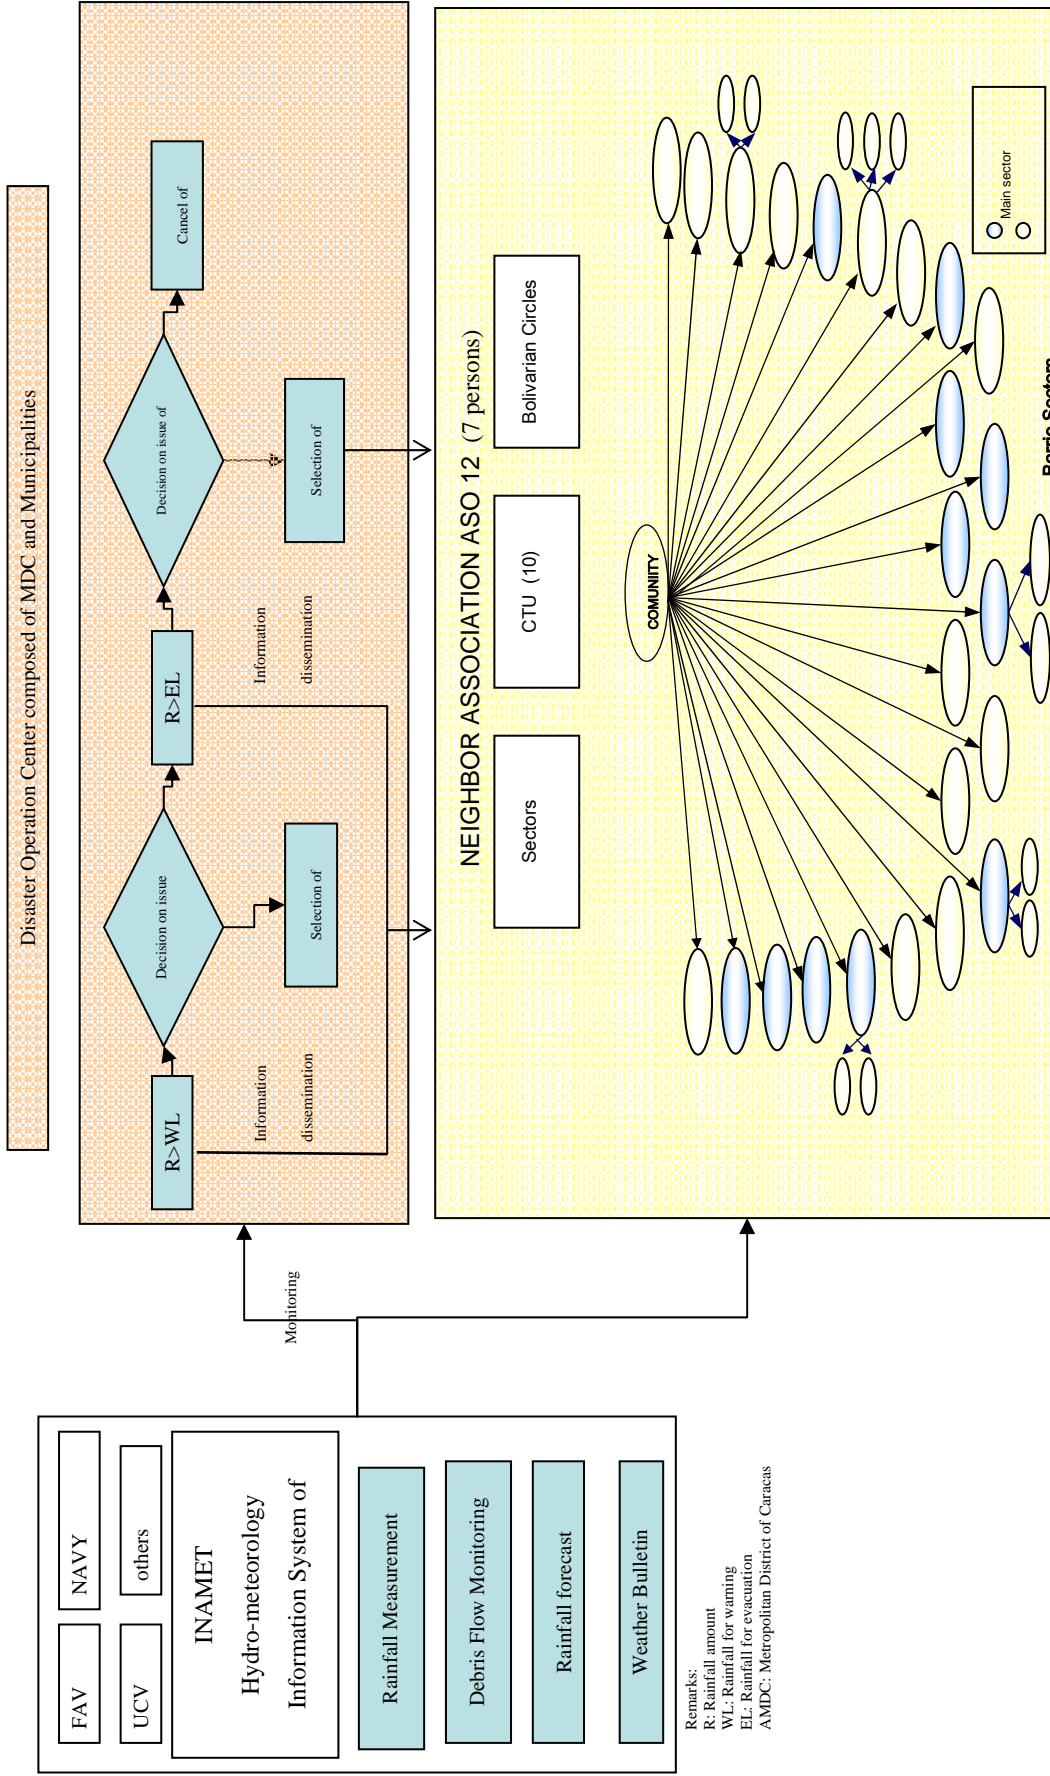 Disaster Operation Center composed of MDC and Municipalities
FAV
NAVY
UCV
others
INAMET
Hydro-meteorology
Information System of
Rainfall Measurement
Debris Flow Monitoring
Rainfall forecast
Weather Bulletin
Remarks:
R: Rainfall amount
WL: Rainfall for warning
EL: Rainfall for evacuation
AMDC: Metropolitan District of Caracas
Monitoring
R>WL
Decision on issue
R>EL
Decision on issue of
Cancel of
Information
dissemination
Selection of
Information
dissemination
Selection of
NEIGHBOR ASSOCIATION ASO 12 (7 persons)
Sectors
CTU (10)
Bolivarian Circles
COMUNIITY
Main sector
Barrio Sectors